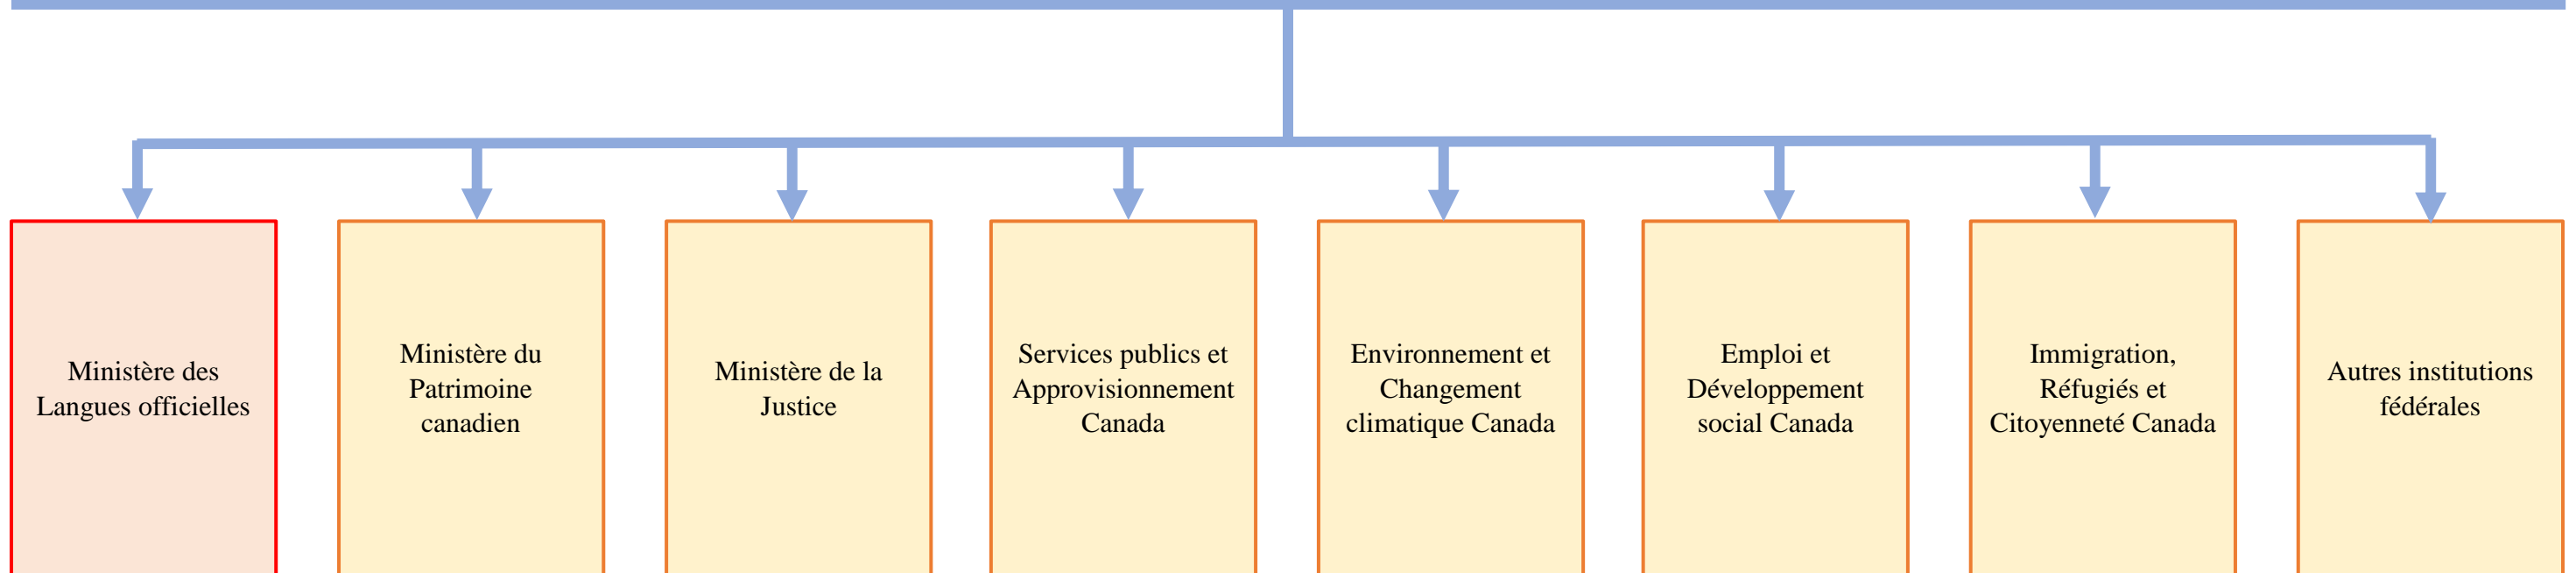 Ministère des
Langues officielles
Ministère du
Patrimoine
canadien
Ministère de la
Justice
Services publics et
Approvisionnement
Canada
Environnement et
Changement
climatique Canada
Emploi et
Développement
social Canada
Immigration,
Réfugiés et
Citoyenneté Canada
Autres institutions
fédérales